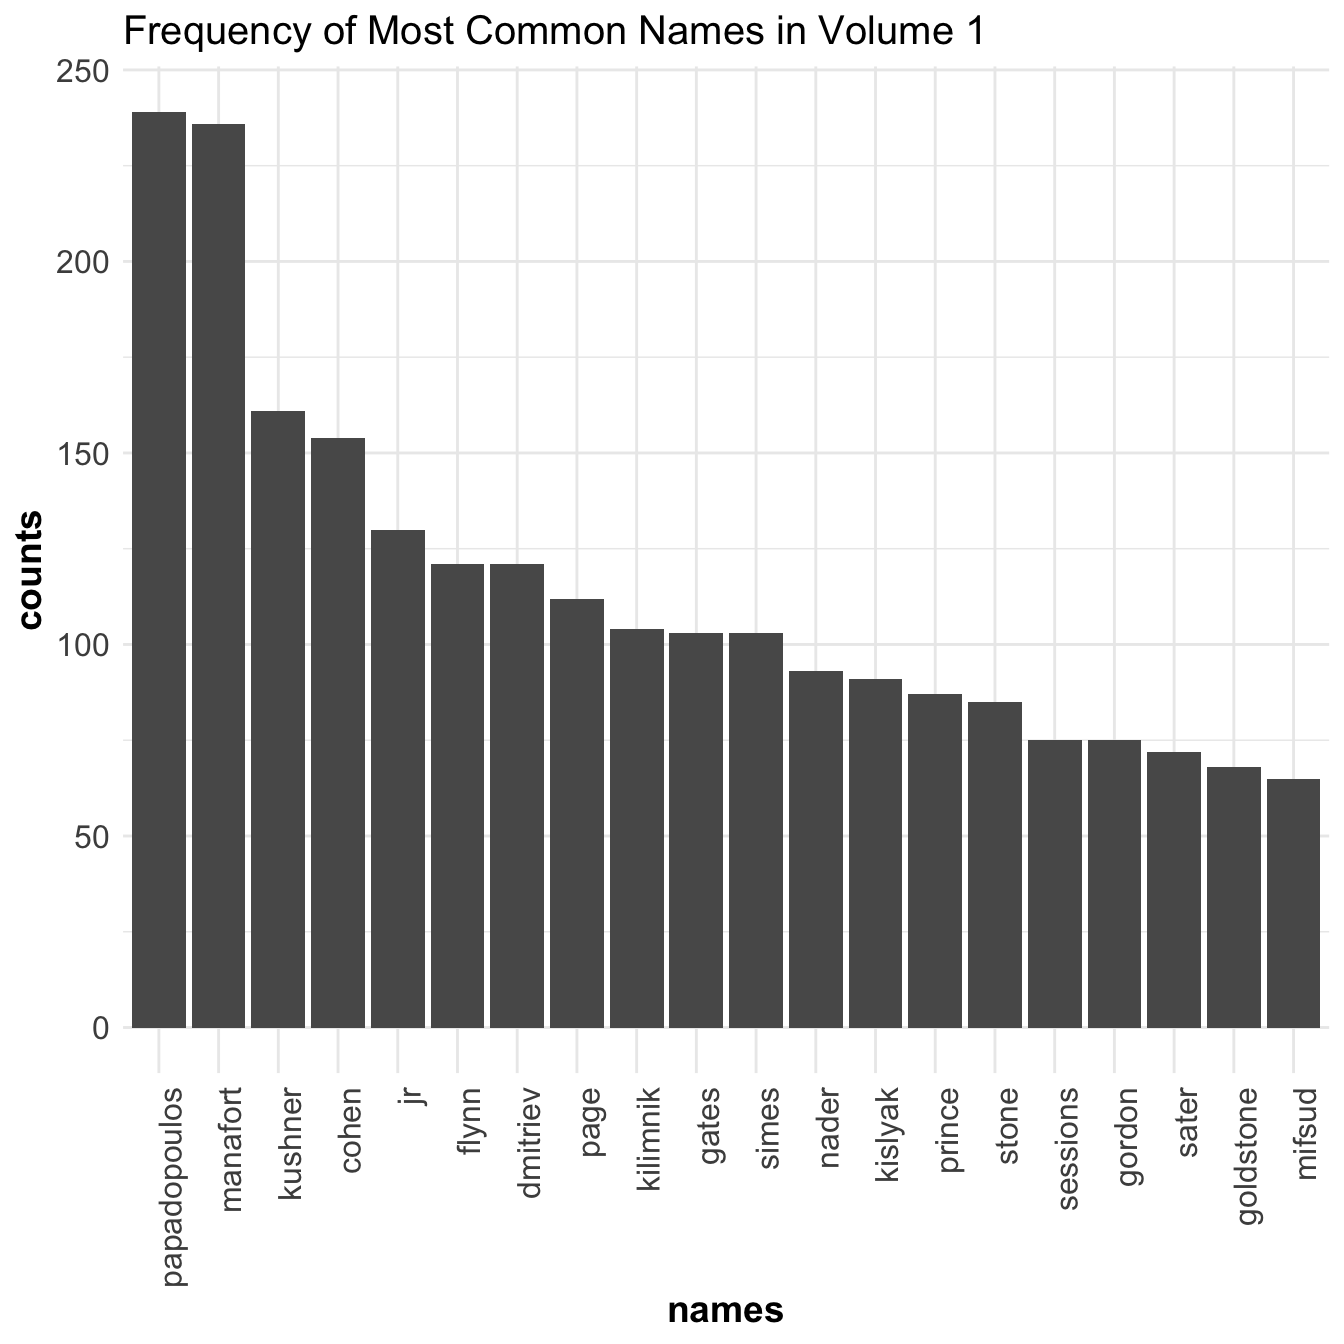 Frequency of Most Common Names in Volume 1
250
200
150
100
50
0
counts
papadopoulos
manafort
kushner
cohen
jr
flynn
dmitriev
page
kilimnik
gates
simes
nader
kislyak
prince
stone
sessions
gordon
sater
goldstone
mifsud
names